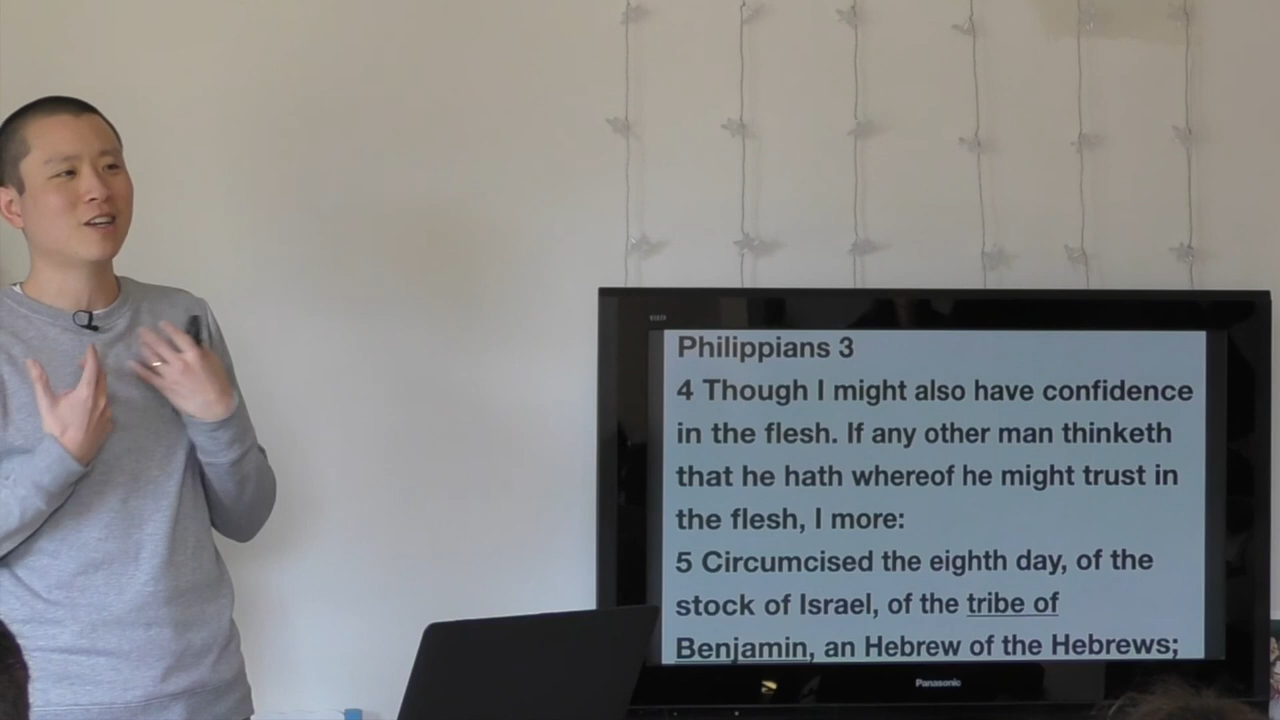 Philippians 3
4 Though I might also have confidence
in the flesh. If any other man thinketh
that he hath whereof he might trust in
the flesh, I more:
5 Circumcised the eighth day, of the
stock of Israel, of the tribe of
Benjamin, an Hebrew of the Hebrews;
Panasonic